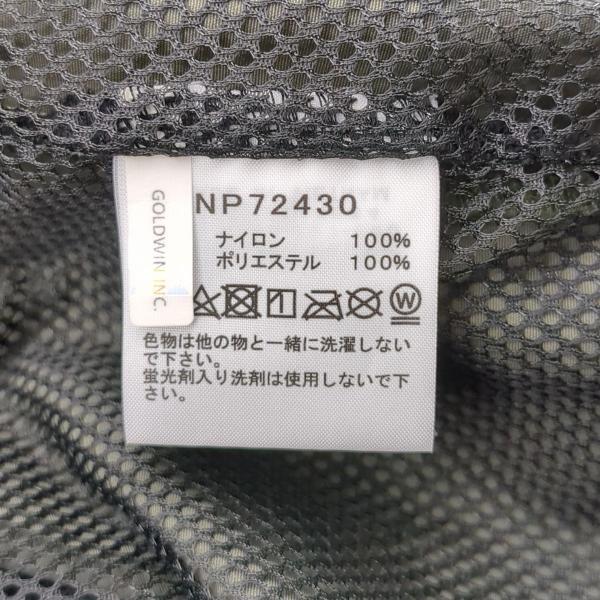 GOLDWIN INC.
NP72430
ナイロン 100%
ポリエステル 100%
W
色物は他の物と一緒に洗濯しない
で下さい。
蛍光剤入り洗剤は使用しないで下
さい。